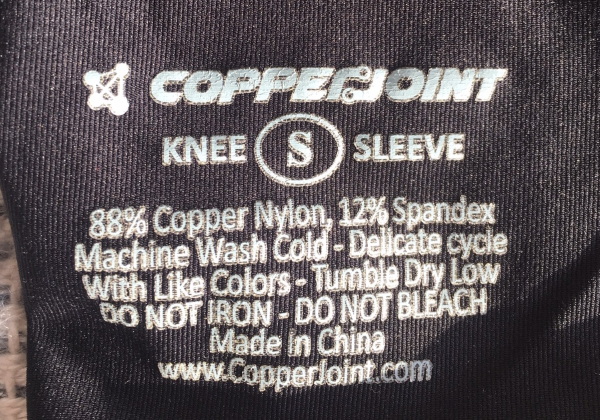 COPPERJOINT
KNEE S SLEEVE
88% Copper Nylon, 12% Spandex
Machine Wash Cold - Delicate cycle
With Like Colors - Tumble Dry Low
DO NOT IRON - DO NOT BLEACH
Made in China
www.CopperJoint.com